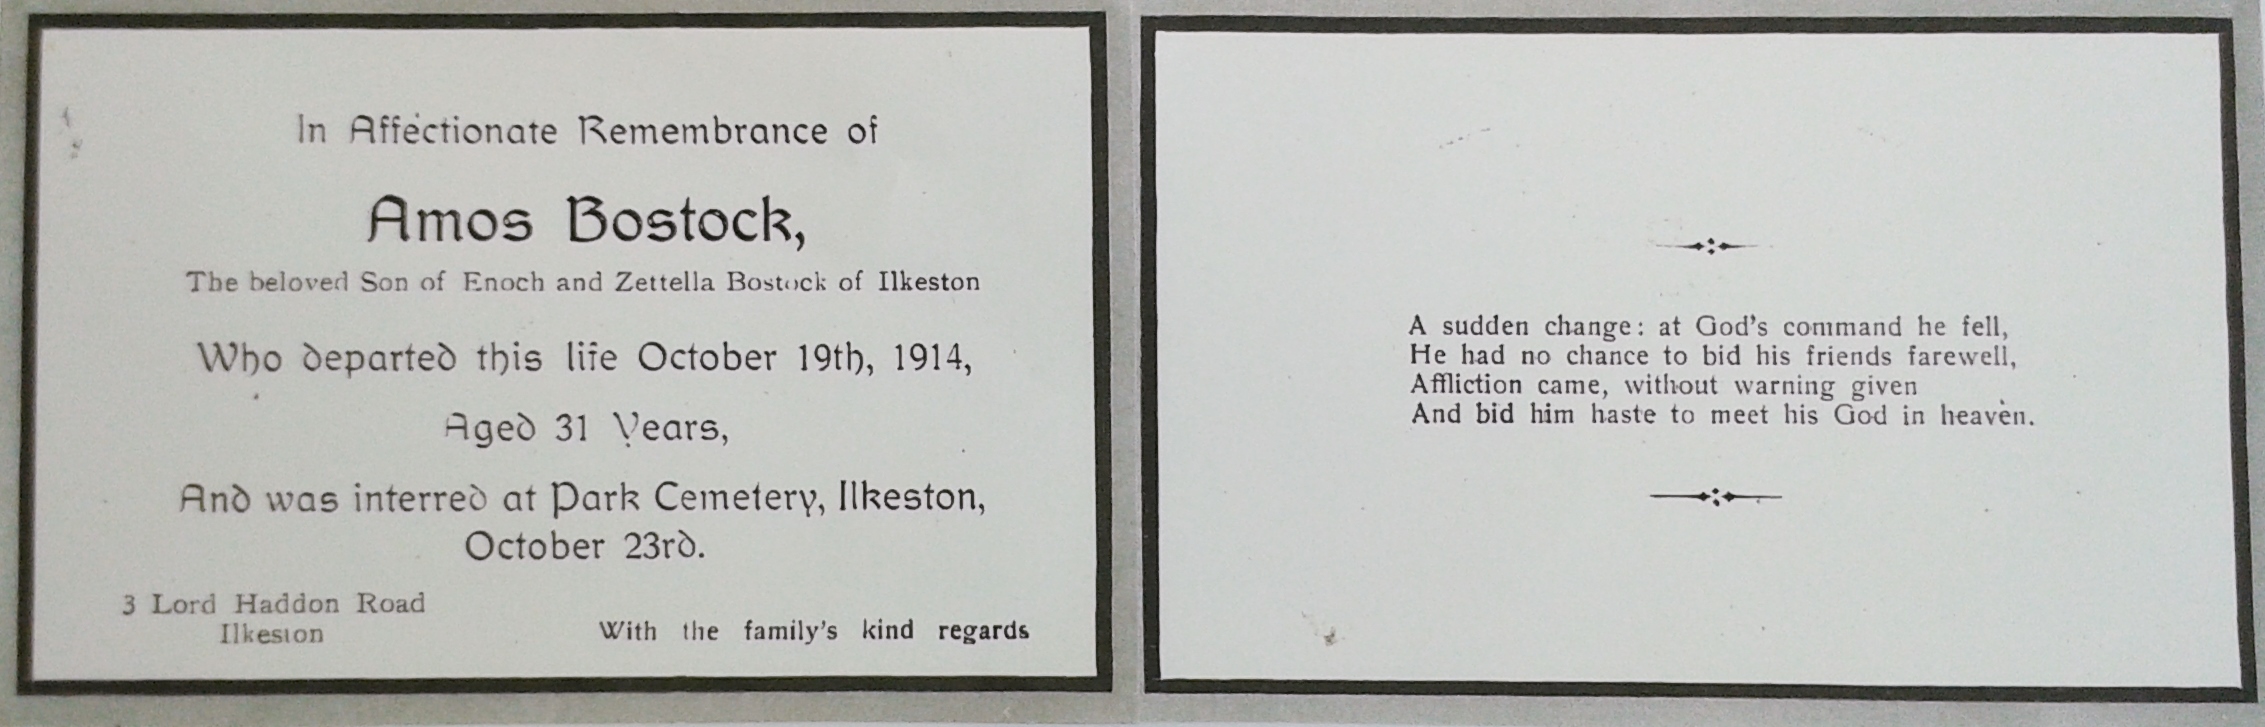 In Affectionate Remembrance of
Amos Bostock,
The beloved Son of Enoch and Zettella Bostock of Ilkeston
Who departed this life October 19th, 1914,
Aged 31 Years,
And was interred at Park Cemetery, Ilkeston,
October 23rd.
3 Lord Haddon Road
Ilkeston
With the family's kind regards
A sudden change: at God's command he fell,
He had no chance to bid his friends farewell,
Affliction came, without warning given
And bid him haste to meet his God in heaven.